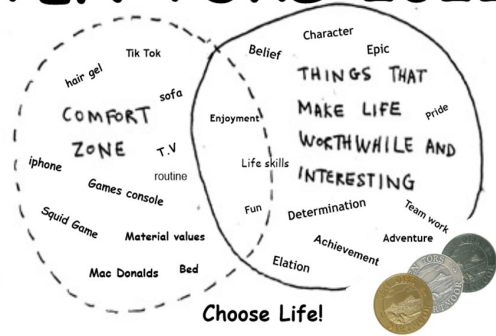 Tik Tok
hair gel
sofa
COMFORT
ZONE
T.V
iphone
routine
Games console
Squid Game
Material values
Mac Donalds
Bed
Enjoyment
Life skills
Fun
Belief
Character
Epic
THINGS THAT
MAKE LIFE
WORTHWHILE AND
INTERESTING
Pride
Determination
Team work
Achievement
Adventure
Elation
Choose Life!